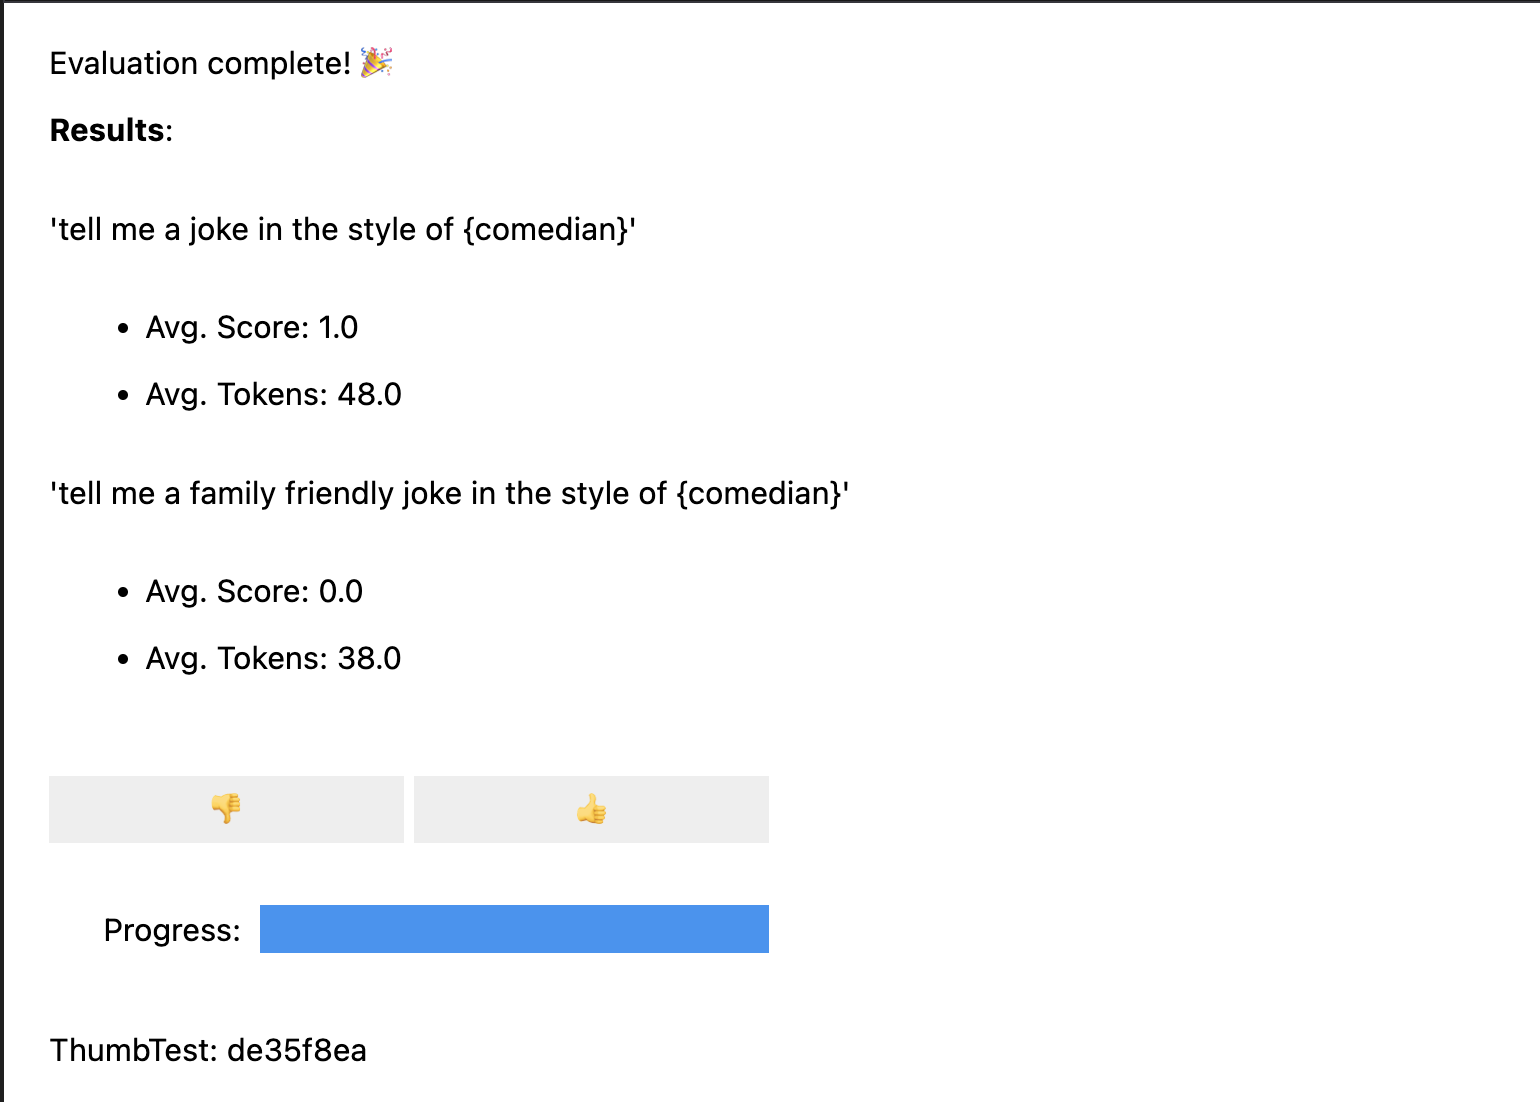 Evaluation complete! 🎉
Results:
'tell me a joke in the style of {comedian}'
• Avg. Score: 1.0
• Avg. Tokens: 48.0
'tell me a family friendly joke in the style of {comedian}'
• Avg. Score: 0.0
• Avg. Tokens: 38.0
👎 👍
Progress:
ThumbTest: de35f8ea